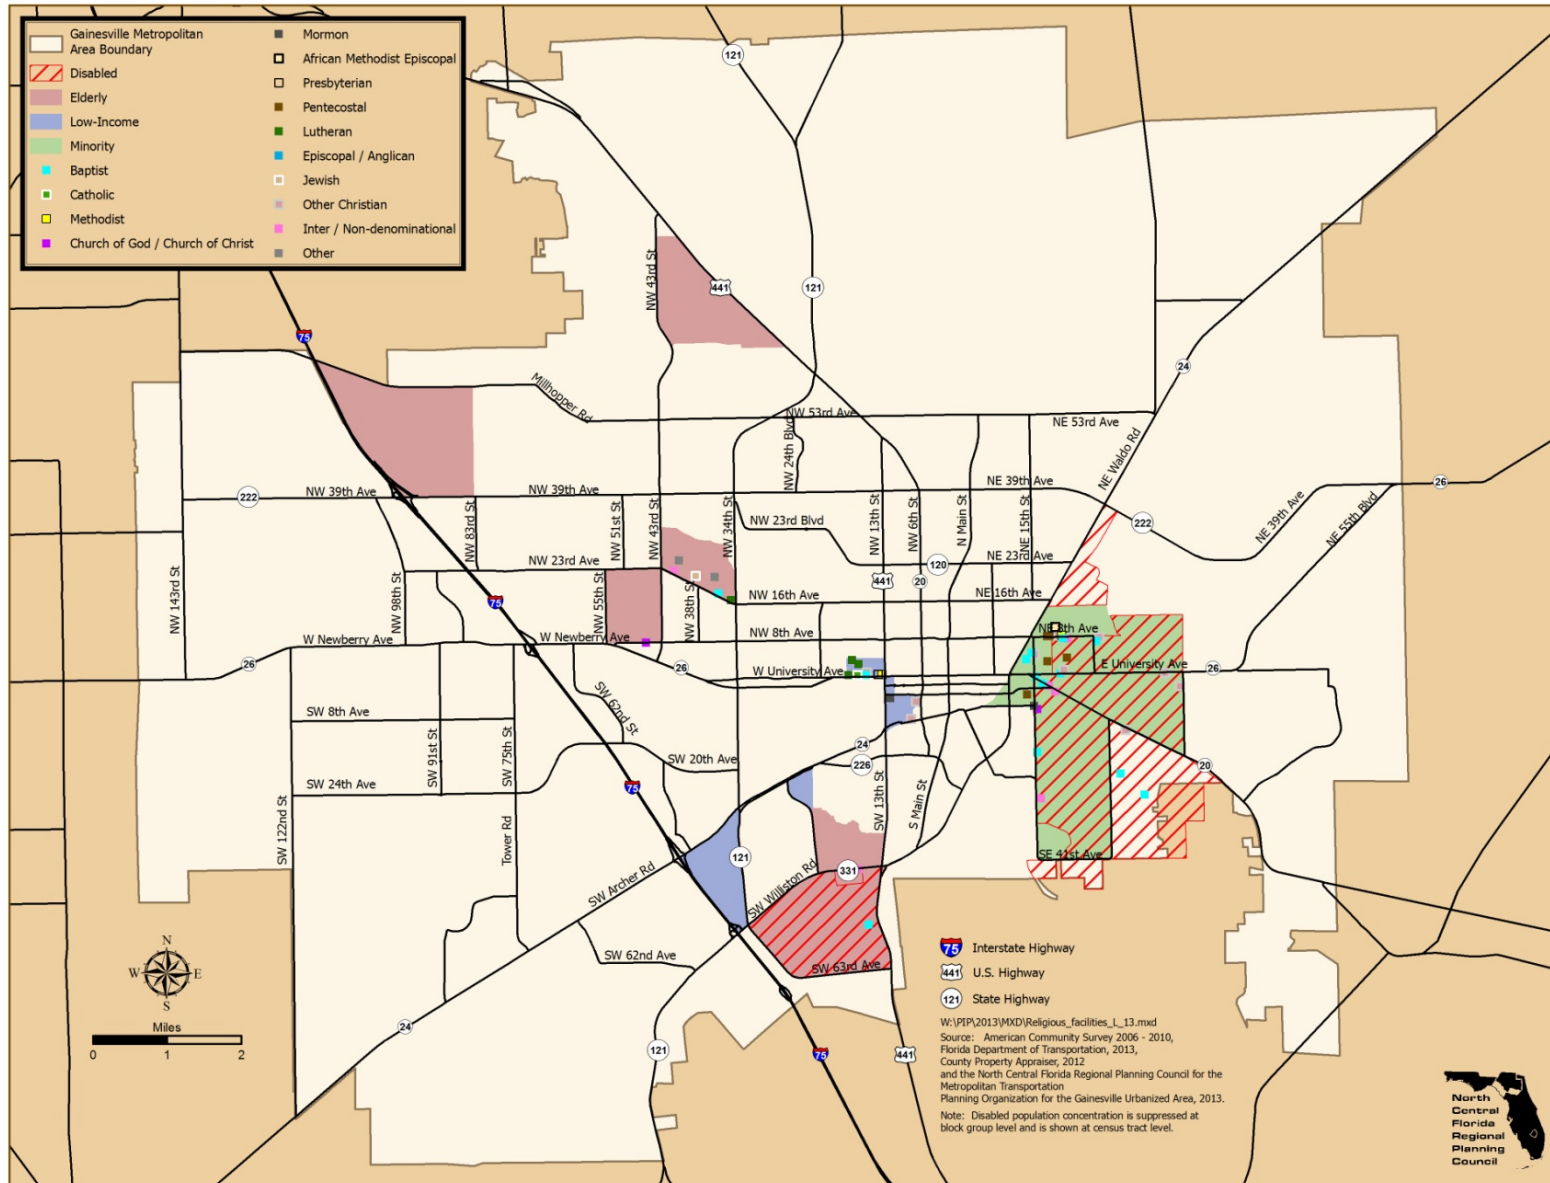 Gainesville Metropolitan
Area Boundary
Disabled
Elderly
Low-Income
Minority
Baptist
Catholic
Methodist
Church of God / Church of Christ
Mormon
African Methodist Episcopal
Presbyterian
Pentecostal
Lutheran
Episcopal / Anglican
Jewish
Other Christian
Inter / Non-denominational
Other
121
441
121
NW 43rd St
75
24
Millhopper Rd
NW 53rd Ave
NE 53rd Ave
NW 24th Blvd
NE Waldo Rd
222
NW 39th Ave
NW 39th Ave
NE 39th Ave
26
222
NE 39th Ave
NE 55th Blvd
NW 143rd St
NW 98th St
NW 83rd St
NW 51st St
NW 43rd St
NW 34th St
NW 23rd Blvd
NW 13th St
NW 6th St
N Main St
NE 15th St
NW 23rd Ave
NE 23rd Ave
120
441
20
75
NW 55th St
NW 38th St
NW 16th Ave
NE 16th Ave
W Newberry Ave
W Newberry Ave
NW 8th Ave
NE 8th Ave
26
26
W University Ave
E University Ave
26
SW 62nd St
SW 8th Ave
SW 91st St
SW 75th St
SW 20th Ave
24
226
20
SW 24th Ave
75
SW 122nd St
Tower Rd
SW 13th St
S Main St
121
SW Archer Rd
SW Williston Rd
331
SE 41st Ave
SW 62nd Ave
SW 63rd Ave
24
121
75
441
N
W
E
S
Miles
0 1 2
75 Interstate Highway
441 U.S. Highway
121 State Highway
W:\PIP\2013\MXD\Religious_facilities_L_13.mxd
Source: American Community Survey 2006 - 2010,
Florida Department of Transportation, 2013,
County Property Appraiser, 2012
and the North Central Florida Regional Planning Council for the
Metropolitan Transportation
Planning Organization for the Gainesville Urbanized Area, 2013.
Note: Disabled population concentration is suppressed at
block group level and is shown at census tract level.
North
Central
Florida
Regional
Planning
Council